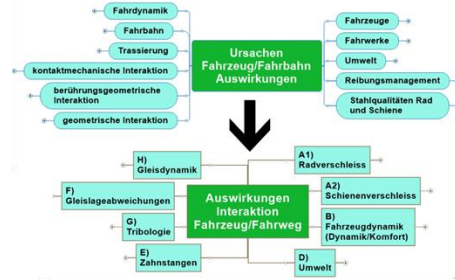 Fahrdynamik
Fahrbahn
Trassierung
kontaktmechanische Interaktion
berührungsgeometrische
Interaktion
geometrische Interaktion
Ursachen
Fahrzeug/Fahrbahn
Auswirkungen
Fahrzeuge
Fahrwerke
Umwelt
Reibungsmanagement
Stahlqualitäten Rad
und Schiene
H)
Gleisdynamik
F)
Gleislageabweichungen
G)
Tribologie
E)
Zahnstangen
Auswirkungen
Interaktion
Fahrzeug/Fahrweg
A1)
Radverschleiss
A2)
Schienenverschleiss
B)
Fahrzeugdynamik
(Dynamik/Komfort)
D)
Umwelt